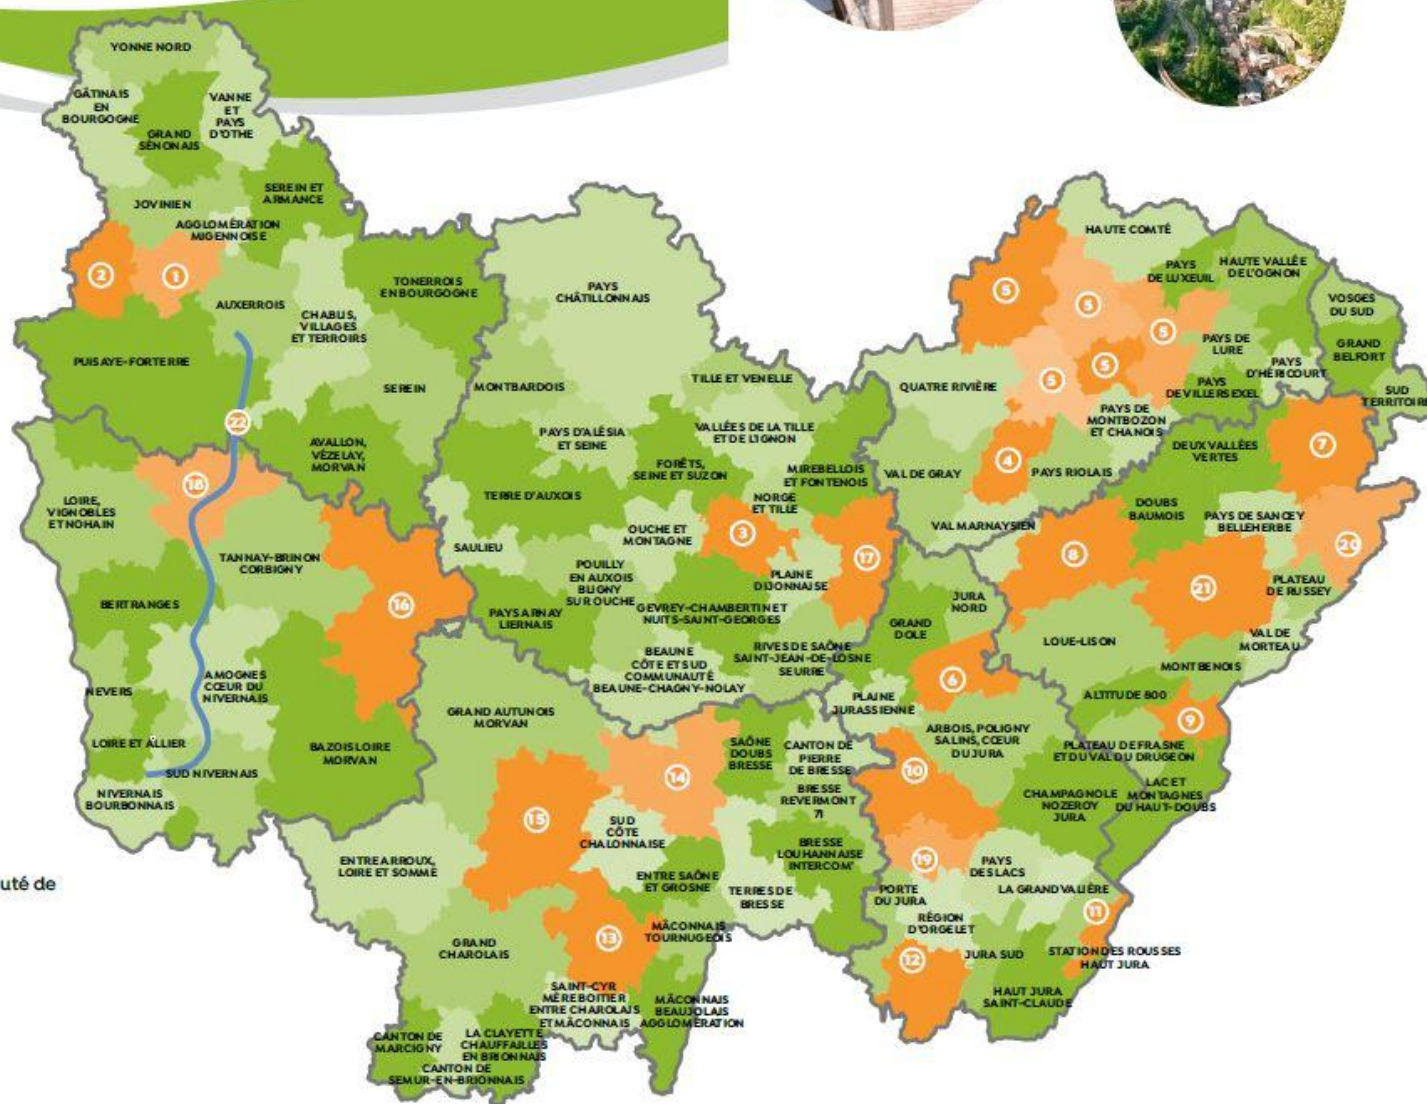 YONNE NORD
GÂTINAIS
EN
BOURGOGNE
VANNE
ET
PAYS
D'OTHE
GRAND
SÉNONAIS
SEREIN ET
ARMANCE
JOVINIEN
AGGLOMÉRATION
MIGENNOISE
2
1
AUXERROIS
TONERROIS
EN BOURGOGNE
CHABLIS,
VILLAGES
ET TERROIRS
PUISAYE-FORTERRE
SEREIN
22
AVALLON,
VÉZELAY,
MORVAN
18
LOIRE,
VIGNOBLES
ET NOHAIN
TANNAY-BRINON
CORBIGNY
BERTRANGES
16
NEVERS
AMOGNES
CŒUR DU
NIVERNAIS
LOIRE ET ALLIER
SUD NIVERNAIS
NIVERNAIS
BOURBONNAIS
BAZOIS LOIRE
MORVAN
PAYS
CHÂTILLONNAIS
MONTBARDOIS
TILLE ET VENELLE
PAYS D'ALÉSIA
ET SEINE
VALLÉES DE LA TILLE
ET DE L'IGNON
FORÊTS,
SEINE ET SUZON
MIREBELLOIS
ET FONTENOIS
TERRE D'AUXOIS
NORGE
ET TILLE
OUCHE ET
MONTAGNE
3
SAULIEU
17
POUILLY
EN AUXOIS
BLIGNY
SUR OUCHE
PLAINE
DIJONNAISE
PAYS ARNAY
LIERNAIS
GEVREY-CHAMBERTIN ET
NUITS-SAINT-GEORGES
BEAUNE
CÔTE ET SUD
COMMUNAUTÉ
BEAUNE-CHAGNY-NOLAY
RIVES DE SAÔNE
SAINT-JEAN-DE-LOSNE
SEURRE
HAUTE COMTÉ
5
5
5
5
5
PAYS
DE LUXEUIL
HAUTE VALLÉE
DE L'OGNON
VOSGES
DU SUD
GRAND
BELFORT
PAYS DE
LURE
PAYS
D'HÉRICOURT
SUD
TERRITOIRE
PAYS
DE VILLERSEXEL
QUATRE RIVIÈRE
PAYS DE
MONTBOZON
ET CHANOIS
DEUX VALLÉES
VERTES
7
VAL DE GRAY
4
PAYS RIOLAIS
VAL MARNAYSIEN
DOUBS
BAUMOIS
PAYS DE SANCEY
BELLEHERBE
8
20
21
PLATEAU
DE RUSSEY
JURA
NORD
GRAND
DOLE
LOUE-LISON
VAL DE
MORTEAU
MONTBENOIS
6
ALTITUDE 800
9
PLAINE
JURASSIENNE
ARBOIS, POLIGNY
SALINS, CŒUR
DU JURA
PLATEAU DE FRASNE
ET DU VAL DU DRUGEON
10
CHAMPAGNOLE
NOZEROY
JURA
LAC ET
MONTAGNES
DU HAUT-DOUBS
19
PAYS
DES LACS
LA GRANDVALIÈRE
PORTE
DU JURA
11
RÉGION
D'ORGELET
STATION DES ROUSSES
HAUT JURA
12
JURA SUD
HAUT JURA
SAINT-CLAUDE
GRAND AUTUNOIS
MORVAN
SAÔNE
DOUBS
BRESSE
CANTON DE
PIERRE
DE BRESSE
14
BRESSE
REVERMONT
71
15
SUD
CÔTE
CHALONNAISE
BRESSE
LOUHANNAISE
INTERCOM'
ENTRE ARROUX,
LOIRE ET SOMME
ENTRE SAÔNE
ET GROSNE
TERRES DE
BRESSE
uté de
13
MÂCONNAIS
TOURNUGEOIS
GRAND
CHAROLAIS
SAINT-CYR
MÈRE BOITIER
ENTRE CHAROLAIS
ET MÂCONNAIS
MÂCONNAIS
BEAUJOLAIS
AGGLOMÉRATION
CANTON DE
MARCIGNY
LA CLAYETTE
CHAUFFAILLES
EN BRIONNAIS
CANTON DE
SEMUR-EN-BRIONNAIS